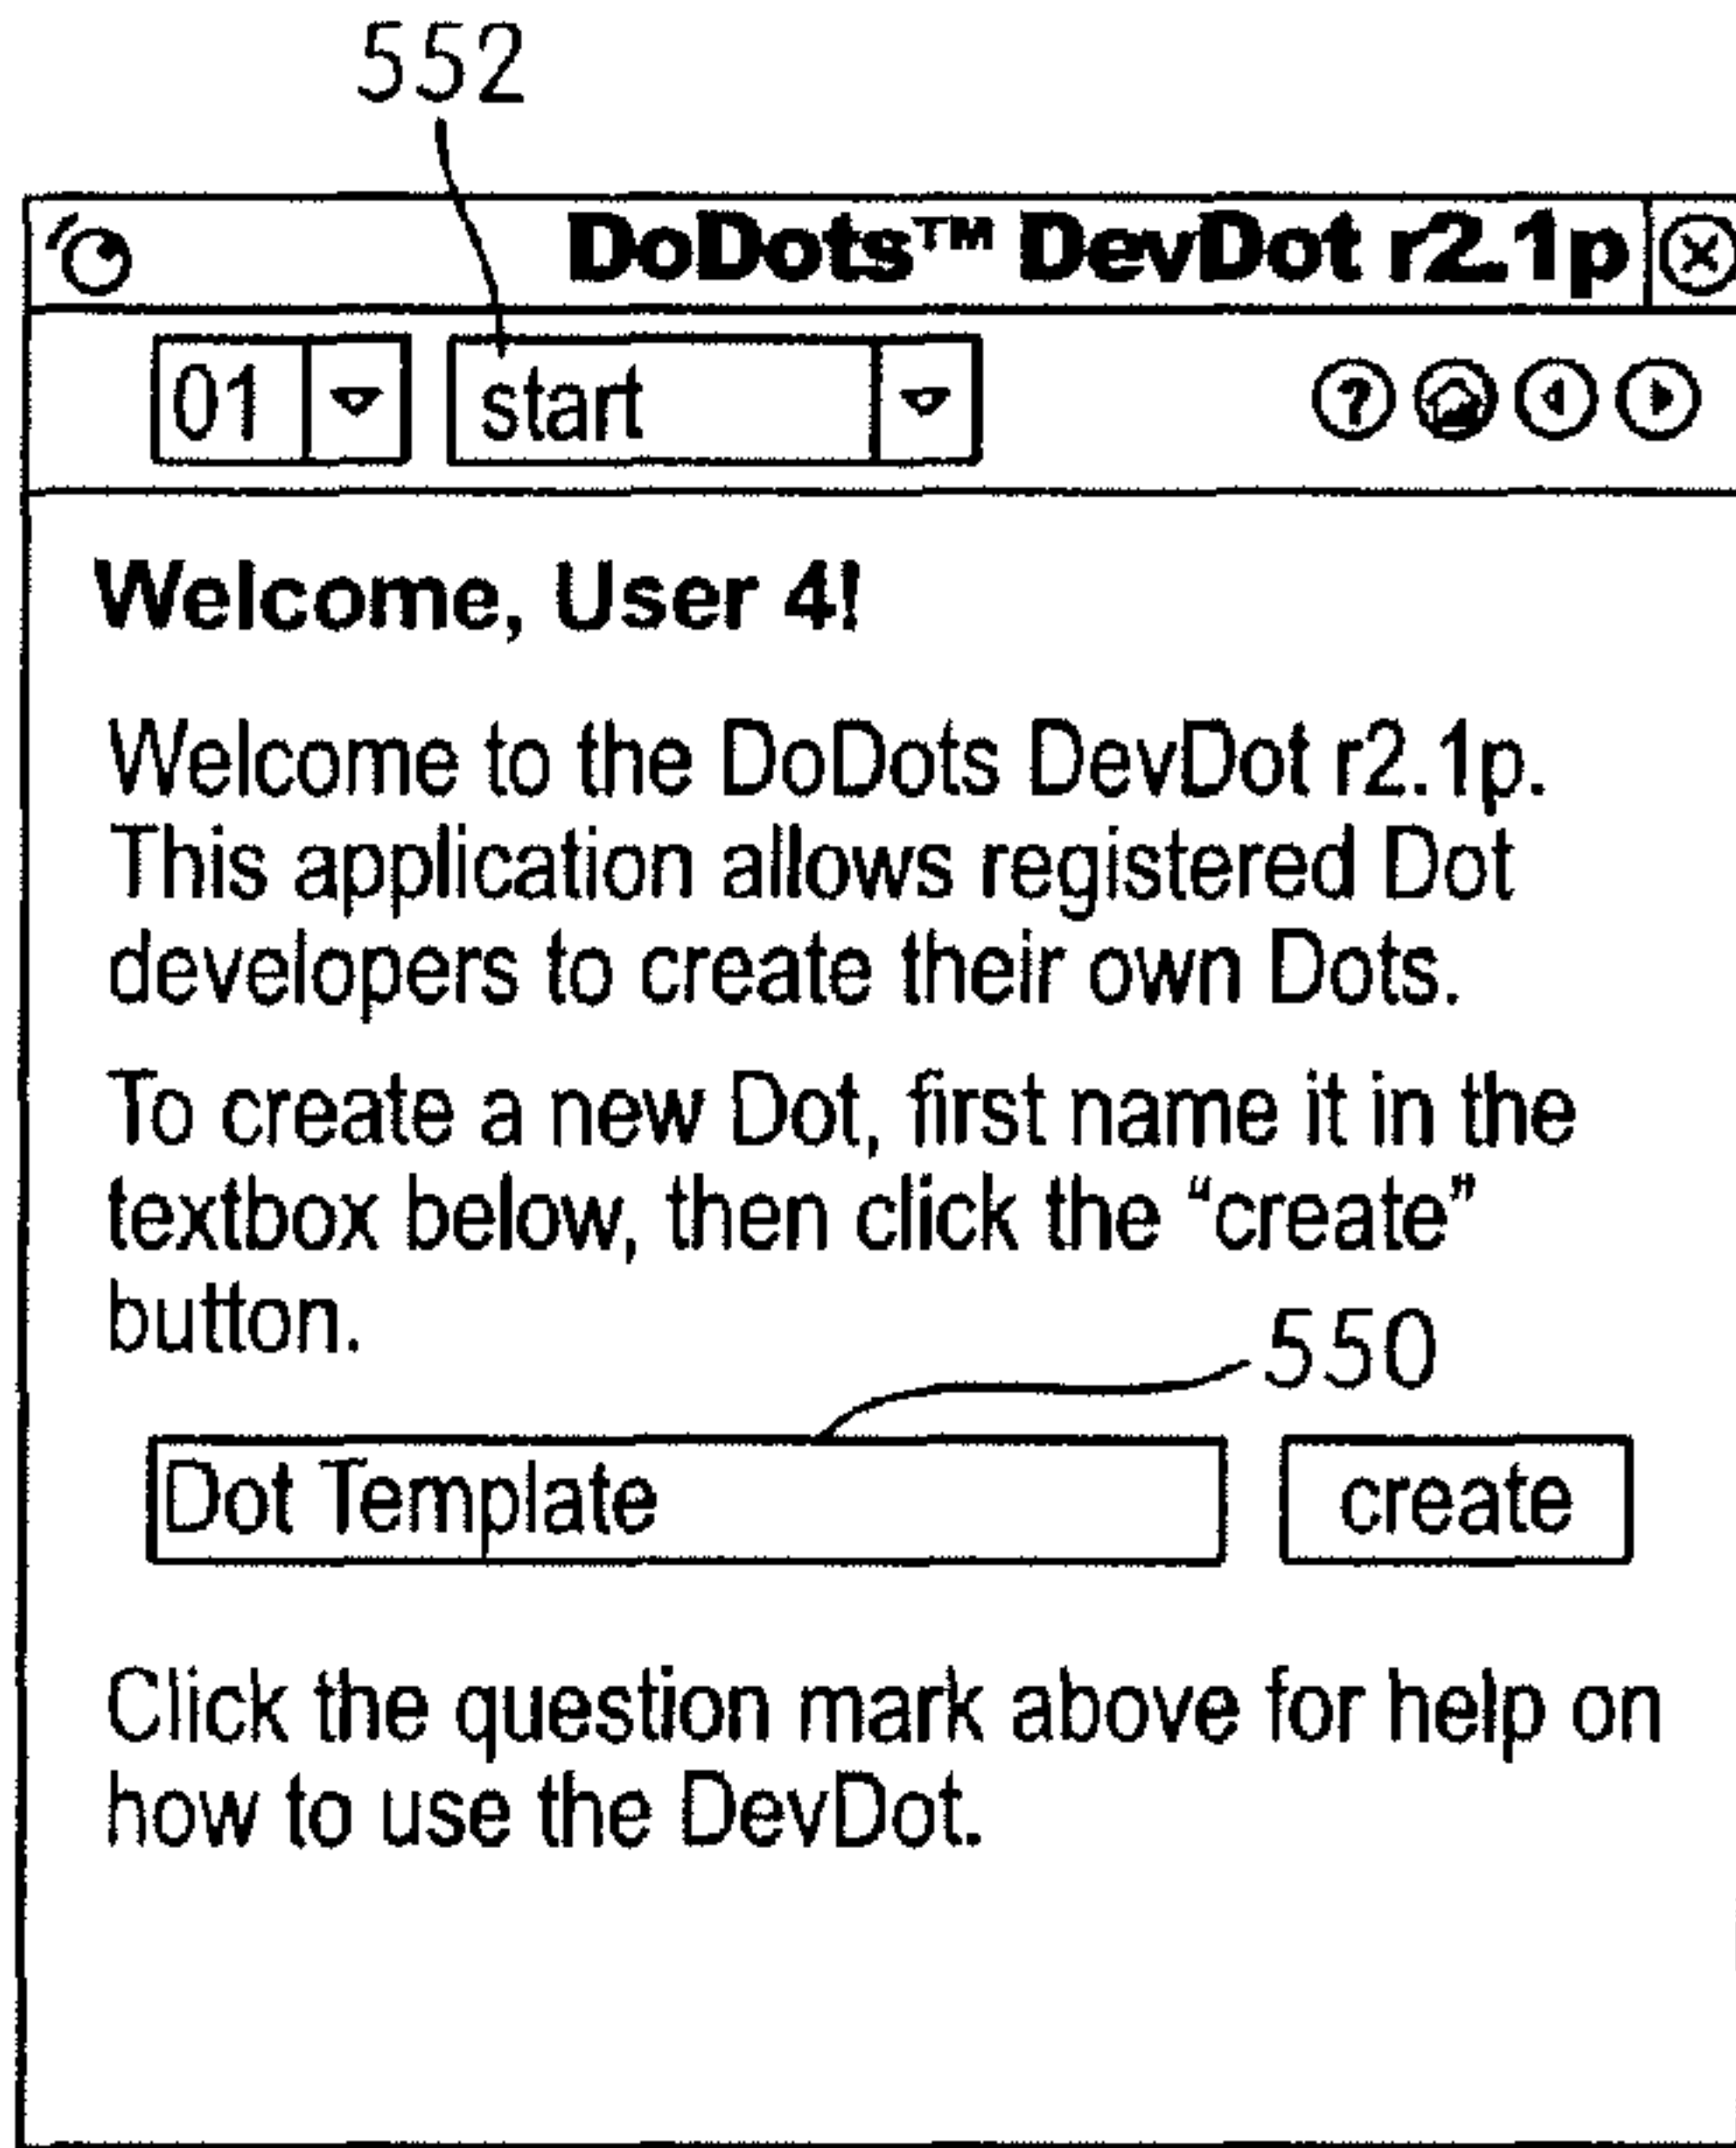 552
DoDots™ DevDot r2.1p
01 start ?
Welcome, User 4!
Welcome to the DoDots DevDot r2.1p.
This application allows registered Dot
developers to create their own Dots.
To create a new Dot, first name it in the
textbox below, then click the “create”
button.
550
Dot Template create
Click the question mark above for help on
how to use the DevDot.